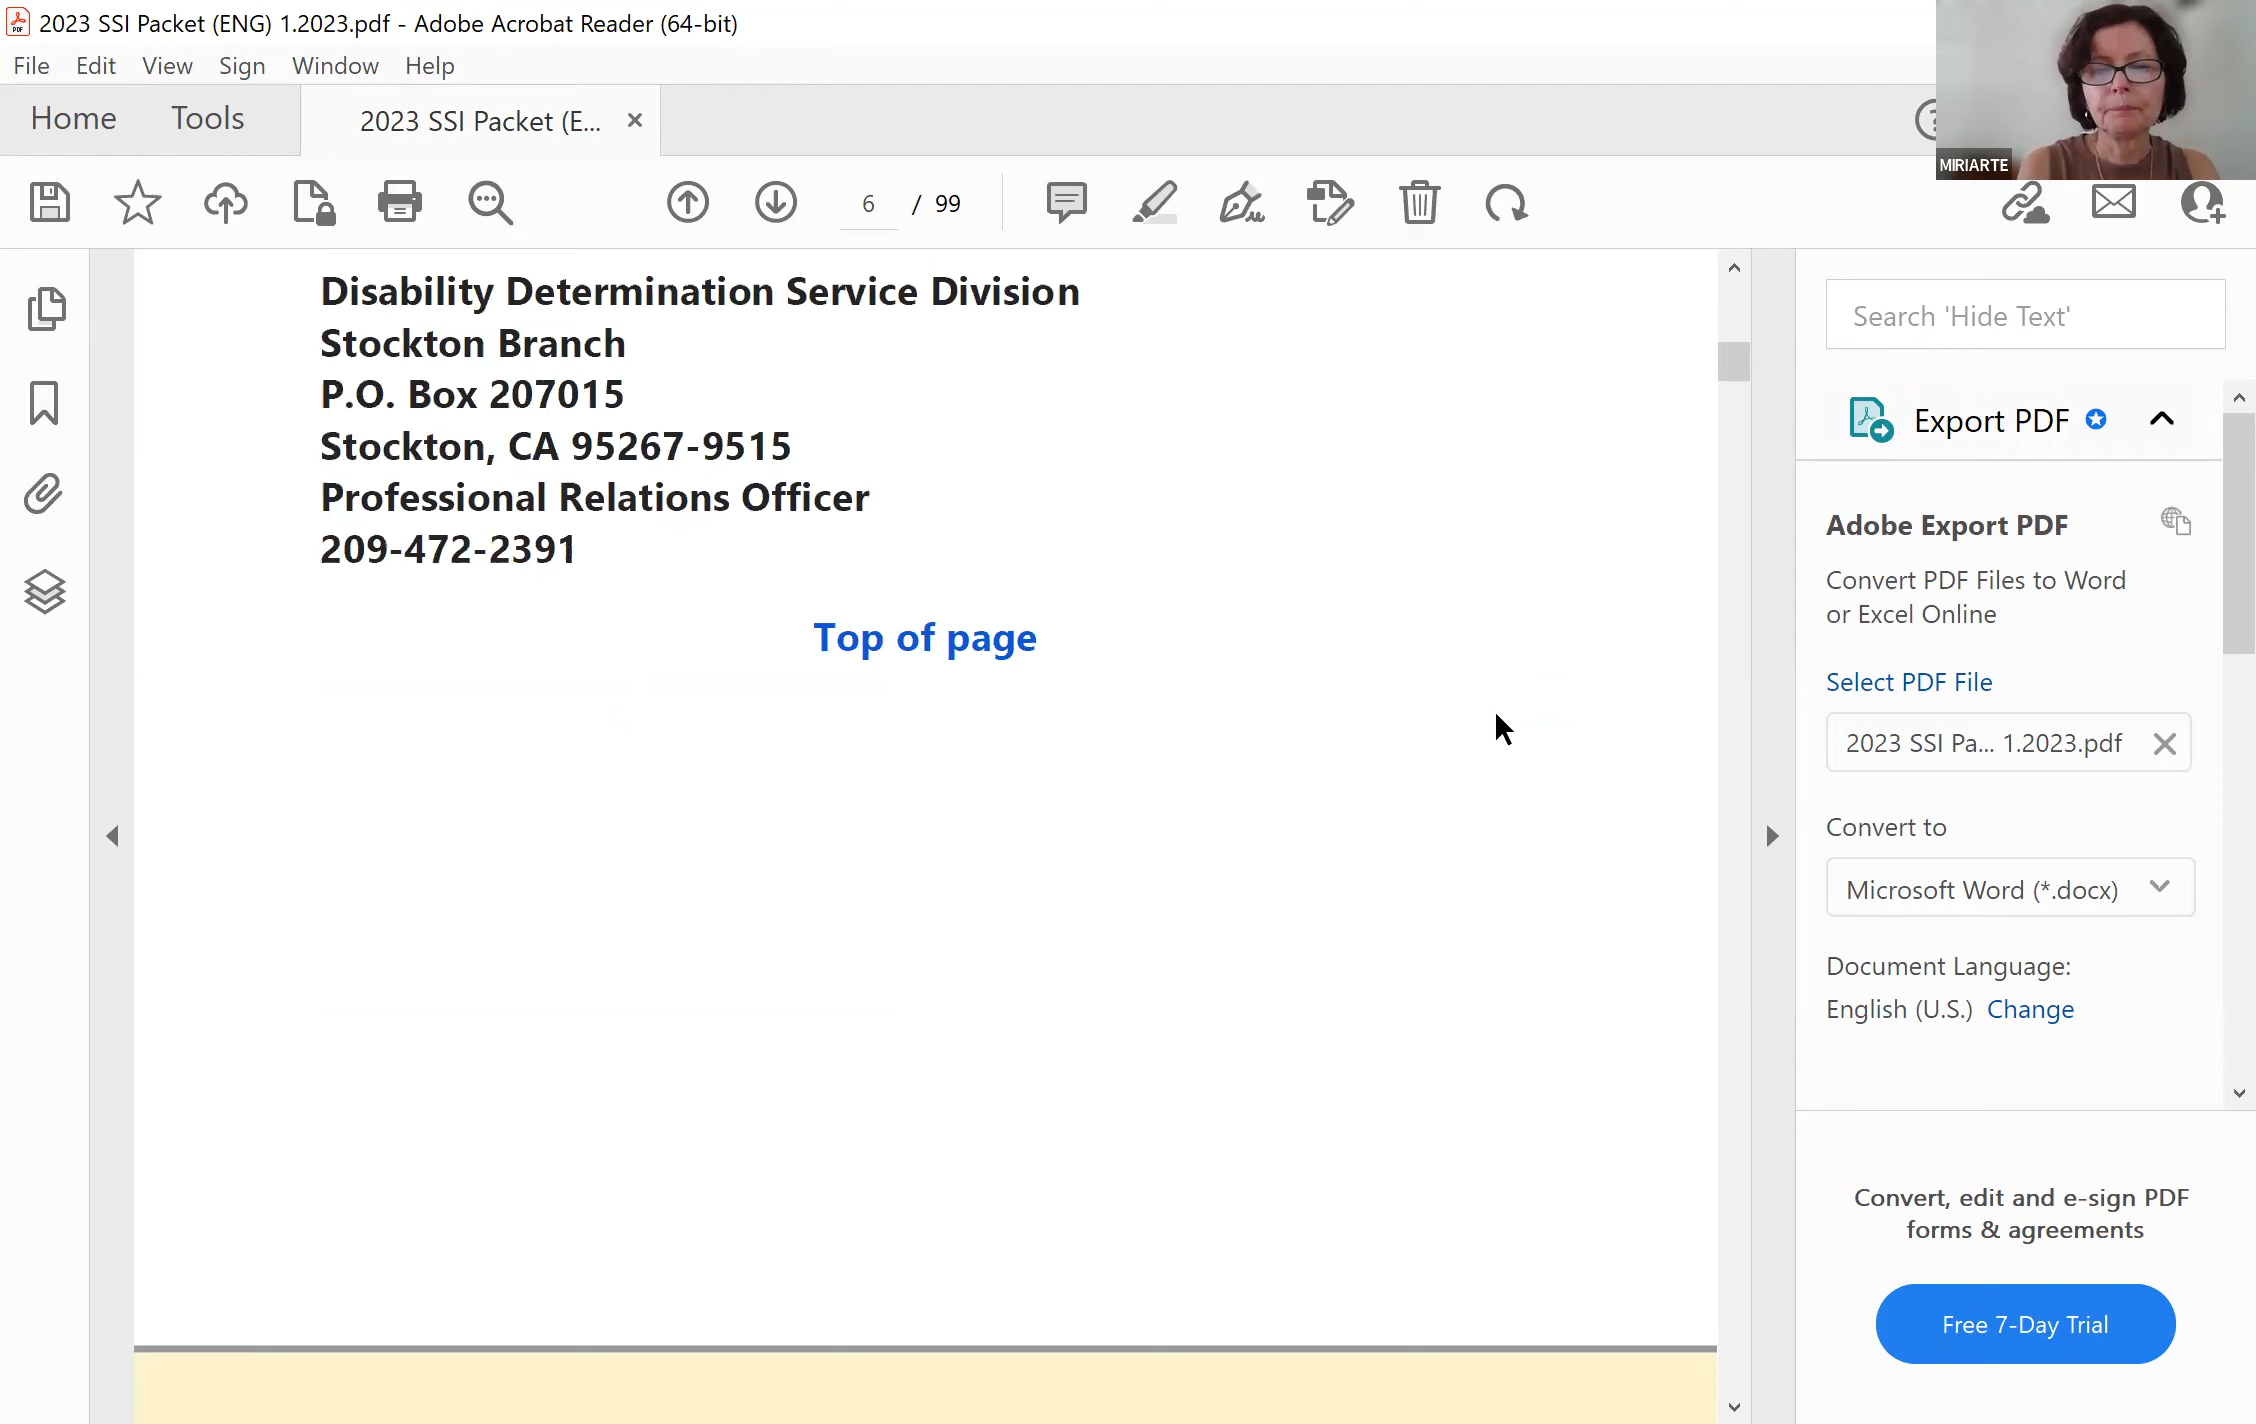 2023 SSI Packet (ENG) 1.2023.pdf - Adobe Acrobat Reader (64-bit)
File Edit View Sign Window Help
Home Tools 2023 SSI Packet (E... ×
6 / 99
MIRIARTE
Disability Determination Service Division
Stockton Branch
P.O. Box 207015
Stockton, CA 95267-9515
Professional Relations Officer
209-472-2391
Top of page
Search 'Hide Text'
Export PDF
Adobe Export PDF
Convert PDF Files to Word
or Excel Online
Select PDF File
2023 SSI Pa... 1.2023.pdf
Convert to
Microsoft Word (*.docx)
Document Language:
English (U.S.) Change
Convert, edit and e-sign PDF
forms & agreements
Free 7-Day Trial